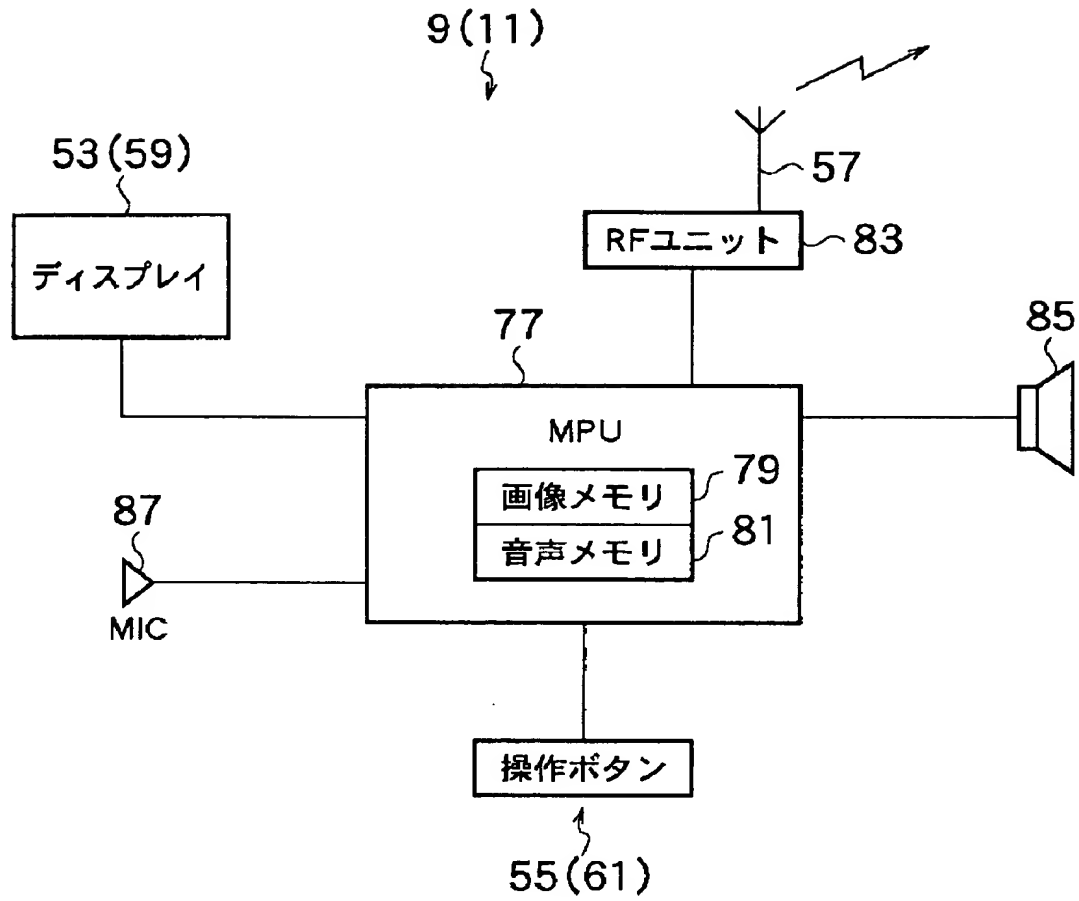 9(11)
53(59)
57
RFユニット
83
ディスプレイ
77
85
MPU
画像メモリ
79
音声メモリ
81
87
MIC
操作ボタン
55(61)